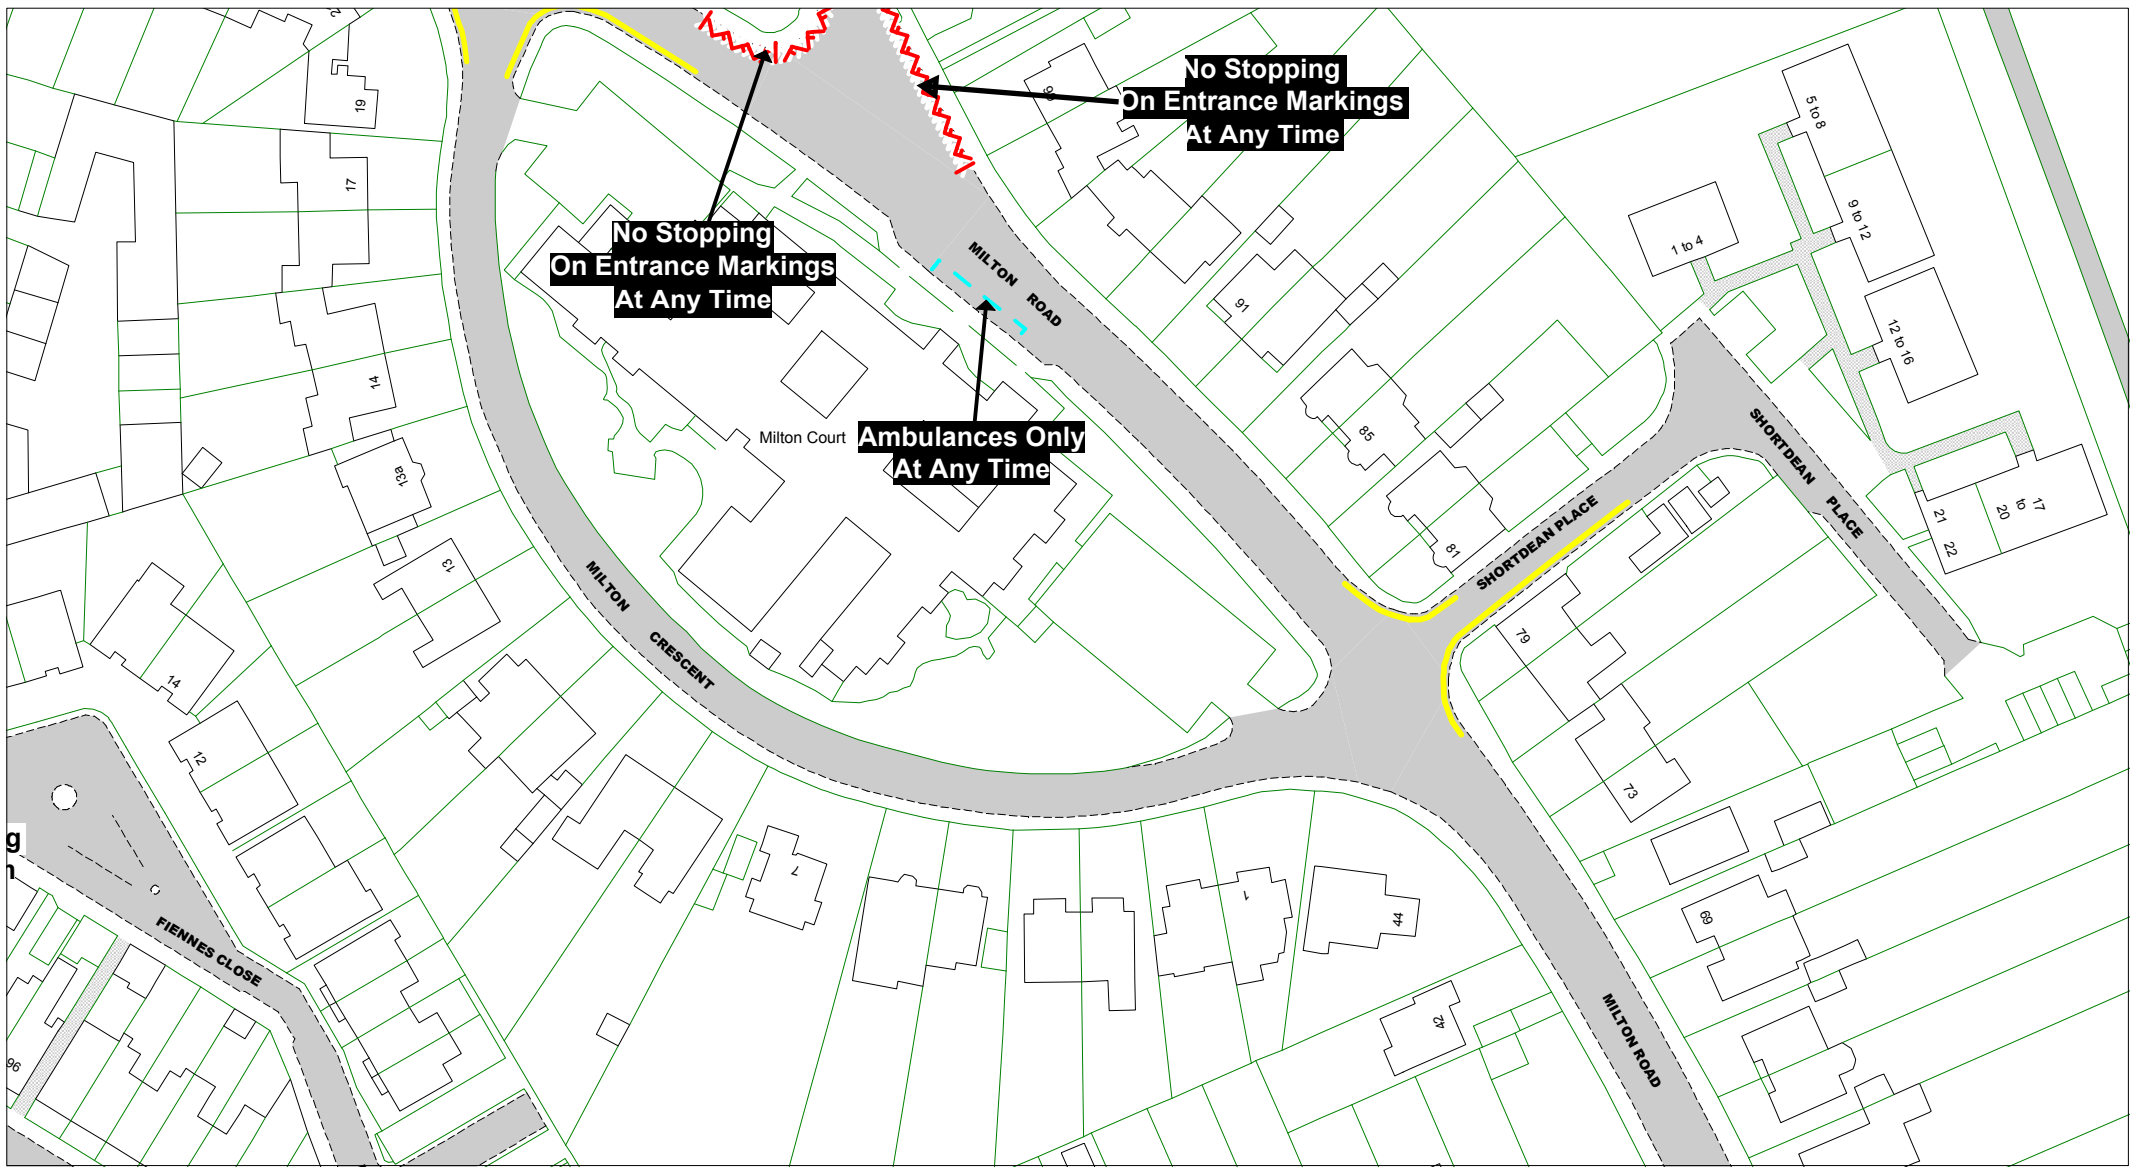 No Stopping
On Entrance Markings
At Any Time
No Stopping
On Entrance Markings
At Any Time
Ambulances Only
At Any Time
Milton Court
MILTON ROAD
MILTON CRESCENT
SHORTDEAN PLACE
SHORTDEAN PLACE
MILTON ROAD
FIENNES CLOSE
19
17
14
13a
13
14
12
7
1
44
42
91
85
81
79
73
69
96
1 to 4
5 to 8
9 to 12
12 to 16
17
to
20
21
22
g